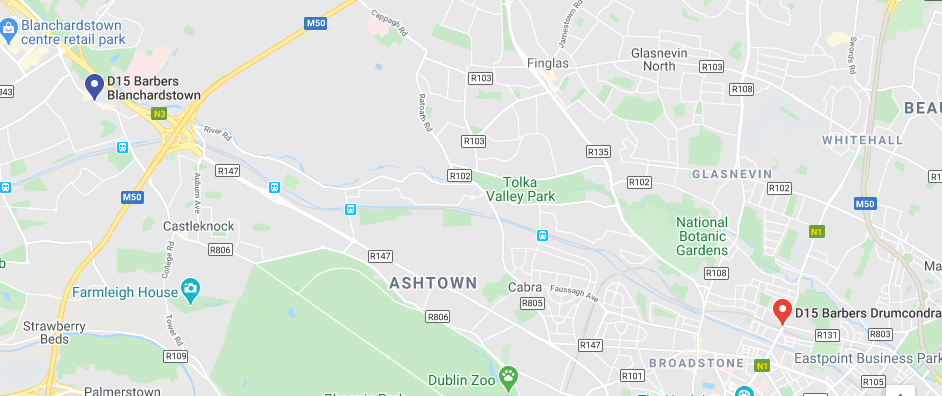 Cappagh Rd
M50
Jamestown Rd
Swords Rd
Blanchardstown
centre retail park
Finglas
Glasnevin
North
R103
R103
R108
D15 Barbers
Blanchardstown
R843
N3
BEAU
Ratoath Rd
River Rd
R103
R135
WHITEHALL
R147
R102
R102
GLASNEVIN
R102
M50
Auburn Ave
Tolka
Valley Park
M50
Castleknock
National
Botanic
Gardens
N1
R806
College Rd
R147
R108
Farmleigh House
ASHTOWN
Cabra
Faussagh Ave
R805
D15 Barbers Drumcondra
Tower Rd
R806
Strawberry
Beds
R131
R803
R109
R147
BROADSTONE
N1
Eastpoint Business Park
Dublin Zoo
R101
R105
Palmerstown